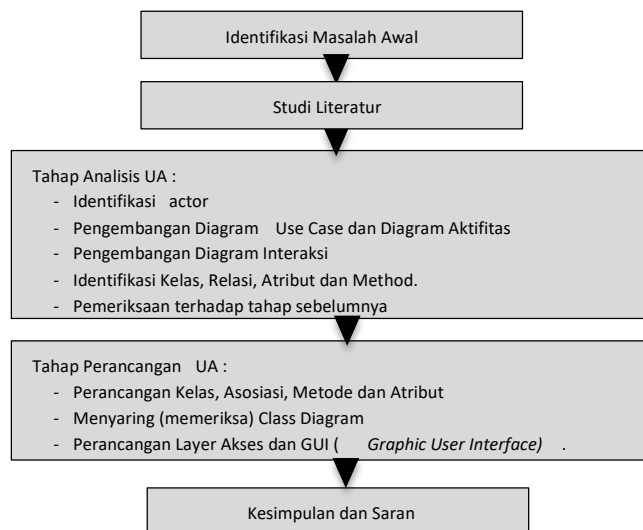 Identifikasi Masalah Awal
Studi Literatur
Tahap Analisis UA :
- Identifikasi actor
- Pengembangan Diagram Use Case dan Diagram Aktifitas
- Pengembangan Diagram Interaksi
- Identifikasi Kelas, Relasi, Atribut dan Method.
- Pemeriksaan terhadap tahap sebelumnya
Tahap Perancangan UA :
- Perancangan Kelas, Asosiasi, Metode dan Atribut
- Menyaring (memeriksa) Class Diagram
- Perancangan Layer Akses dan GUI ( Graphic User Interface) .
Kesimpulan dan Saran